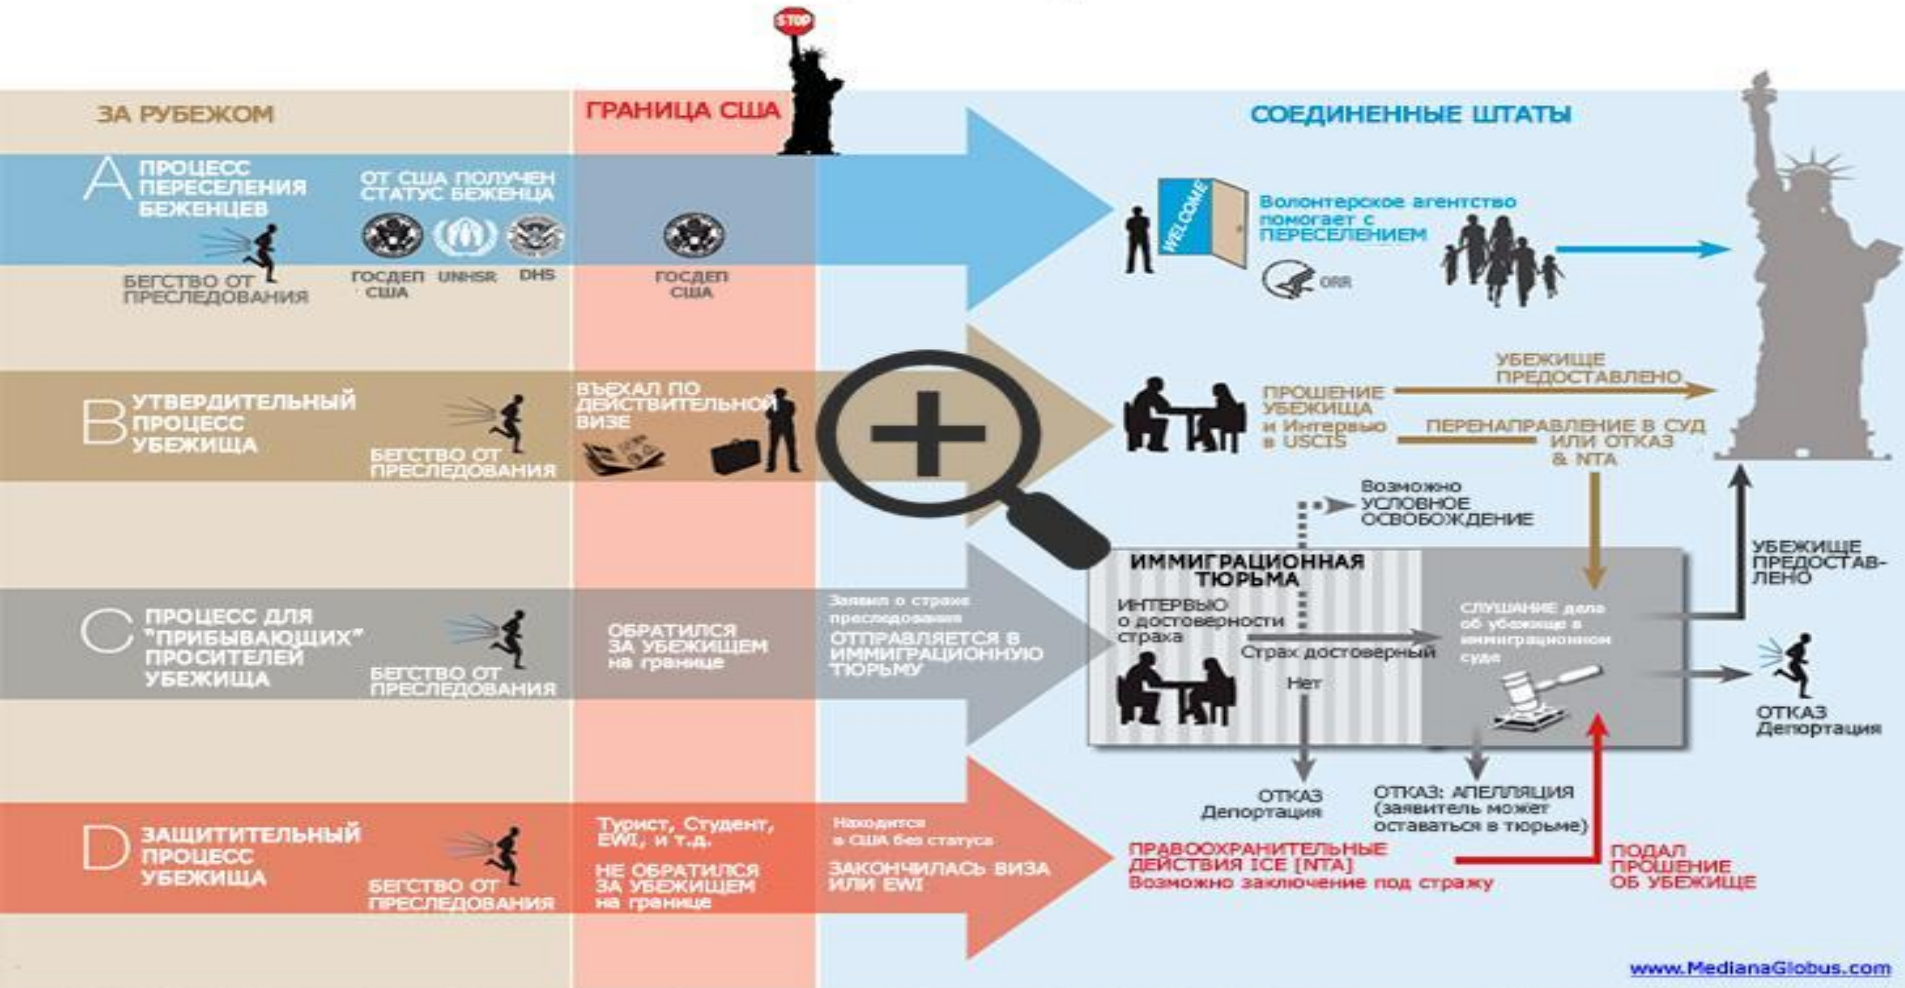 STOP
ЗА РУБЕЖОМ
ГРАНИЦА США
СОЕДИНЕННЫЕ ШТАТЫ
A
ПРОЦЕСС
ПЕРЕСЕЛЕНИЯ
БЕЖЕНЦЕВ
БЕГСТВО ОТ
ПРЕСЛЕДОВАНИЯ
ОТ США ПОЛУЧЕН
СТАТУС БЕЖЕНЦА
ГОСДЕП
США
UNHSR
DHS
ГОСДЕП
США
WELCOME
Волонтерское агентство
помогает с
ПЕРЕСЕЛЕНИЕМ
ORR
B
УТВЕРДИТЕЛЬНЫЙ
ПРОЦЕСС
УБЕЖИЩА
БЕГСТВО ОТ
ПРЕСЛЕДОВАНИЯ
ВЪЕХАЛ ПО
ДЕЙСТВИТЕЛЬНОЙ
ВИЗЕ
ПРОШЕНИЕ
УБЕЖИЩА
и Интервью
в USCIS
УБЕЖИЩЕ
ПРЕДОСТАВЛЕНО
ПЕРЕНАПРАВЛЕНИЕ В СУД
ИЛИ ОТКАЗ
& NTA
C
ПРОЦЕСС ДЛЯ
"ПРИБЫВАЮЩИХ"
ПРОСИТЕЛЕЙ
УБЕЖИЩА
БЕГСТВО ОТ
ПРЕСЛЕДОВАНИЯ
ОБРАТИЛСЯ
ЗА УБЕЖИЩЕМ
на границе
Заявил о страхе
преследования
ОТПРАВЛЯЕТСЯ В
ИММИГРАЦИОННУЮ
ТЮРЬМУ
Возможно
УСЛОВНОЕ
ОСВОБОЖДЕНИЕ
ИММИГРАЦИОННАЯ
ТЮРЬМА
ИНТЕРВЬЮ
о достоверности
страха
Страх достоверный
Нет
СЛУШАНИЕ дела
об убежище в
иммиграционном
суде
УБЕЖИЩЕ
ПРЕДОСТАВ-
ЛЕНО
ОТКАЗ
Депортация
ОТКАЗ
Депортация
ОТКАЗ: АПЕЛЛЯЦИЯ
(заявитель может
оставаться в тюрьме)
D
ЗАЩИТИТЕЛЬНЫЙ
ПРОЦЕСС
УБЕЖИЩА
БЕГСТВО ОТ
ПРЕСЛЕДОВАНИЯ
Турист, Студент,
EWI, и т.д.
НЕ ОБРАТИЛСЯ
ЗА УБЕЖИЩЕМ
на границе
Находится
в США без статуса
ЗАКОНЧИЛАСЬ ВИЗА
ИЛИ EWI
ПРАВООХРАНИТЕЛЬНЫЕ
ДЕЙСТВИЯ ICE [NTA]
Возможно заключение под стражу
ПОДАЛ
ПРОШЕНИЕ
ОБ УБЕЖИЩЕ
www.MedianaGlobus.com